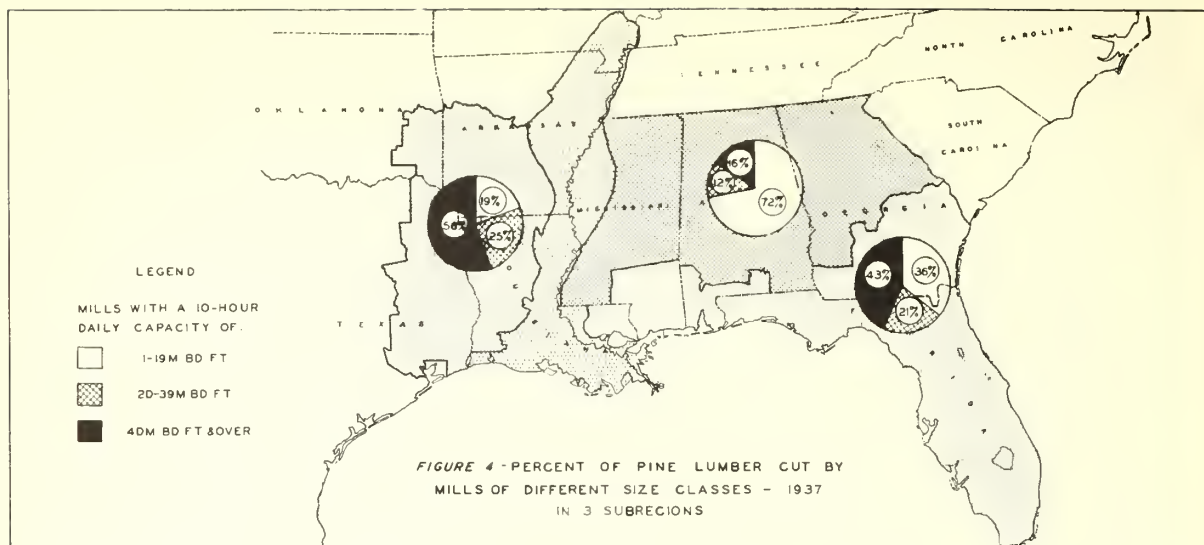 NORTH CAROLINA
TENNESSEE
OKLAHOMA
ARKANSAS
SOUTH
CAROLINA
16%
12%
72%
19%
56%
25%
MISSISSIPPI
GEORGIA
43%
36%
21%
TEXAS
LEGEND
MILLS WITH A 10-HOUR
DAILY CAPACITY OF:
1-19M BD FT
20-39M BD FT
40M BD FT & OVER
FIGURE 4 - PERCENT OF PINE LUMBER CUT BY
MILLS OF DIFFERENT SIZE CLASSES - 1937
IN 3 SUBREGIONS